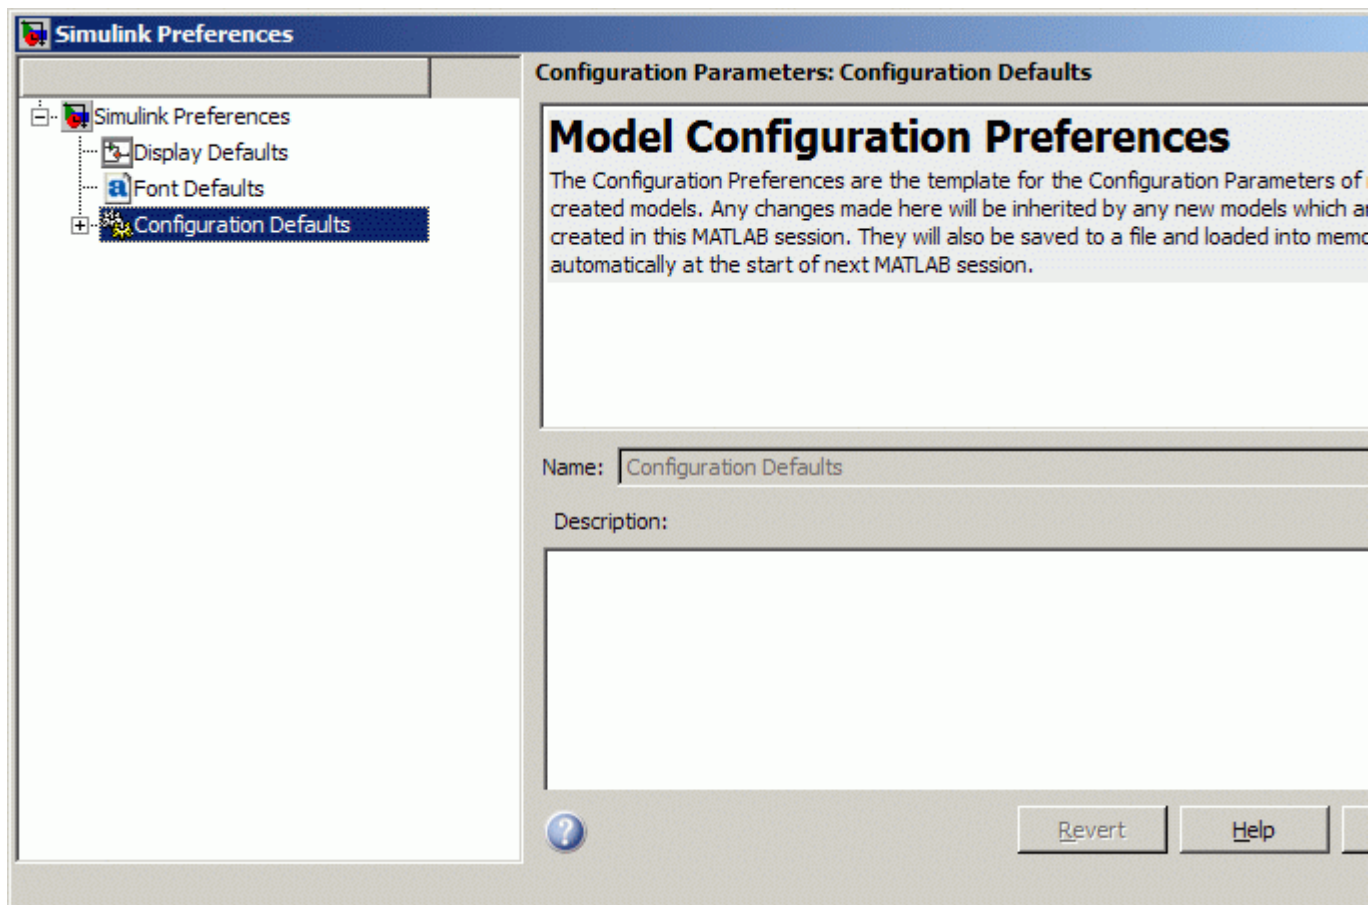 Simulink Preferences
Simulink Preferences
Display Defaults
Font Defaults
Configuration Defaults
Configuration Parameters: Configuration Defaults
Model Configuration Preferences
The Configuration Preferences are the template for the Configuration Parameters of
created models. Any changes made here will be inherited by any new models which
created in this MATLAB session. They will also be saved to a file and loaded into
automatically at the start of next MATLAB session.
Name: Configuration Defaults
Description:
Revert Help